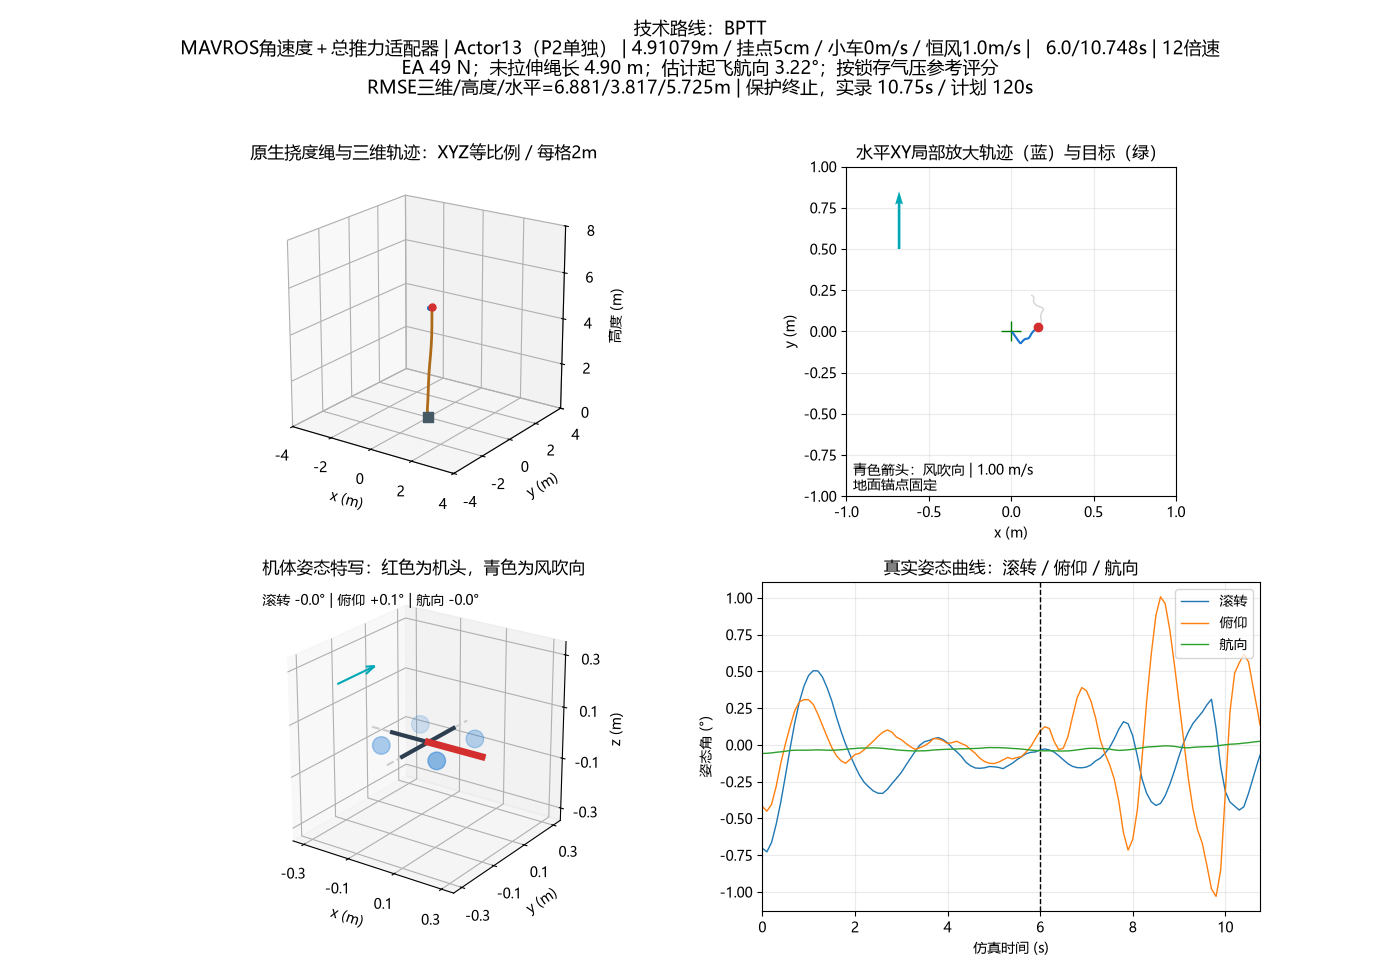 技术路线：BPTT
MAVROS角速度＋总推力适配器 | Actor13（P2单独） | 4.91079m / 挂点5cm / 小车0m/s / 恒风1.0m/s |   6.0/10.748s | 12倍速
EA 49 N；未拉伸绳长 4.90 m；估计起飞航向 3.22°；按锁存气压参考评分
RMSE三维/高度/水平=6.881/3.817/5.725m | 保护终止，实录 10.75s / 计划 120s
原生挠度绳与三维轨迹：XYZ等比例 / 每格2m
8
6
4
2
0
高度 (m)
-4
-2
0
2
4
x (m)
-4
-2
0
2
4
y (m)
水平XY局部放大轨迹（蓝）与目标（绿）
1.00
0.75
0.50
0.25
0.00
-0.25
-0.50
-0.75
-1.00
y (m)
青色箭头：风吹向 | 1.00 m/s
地面锚点固定
-1.0
-0.5
0.0
0.5
1.0
x (m)
机体姿态特写：红色为机头，青色为风吹向
滚转 -0.0° | 俯仰 +0.1° | 航向 -0.0°
0.3
0.1
-0.1
-0.3
z (m)
-0.3
-0.1
0.1
0.3
x (m)
-0.3
-0.1
0.1
0.3
y (m)
真实姿态曲线：滚转 / 俯仰 / 航向
滚转
俯仰
航向
1.00
0.75
0.50
0.25
0.00
-0.25
-0.50
-0.75
-1.00
姿态角 (°)
0
2
4
6
8
10
仿真时间 (s)